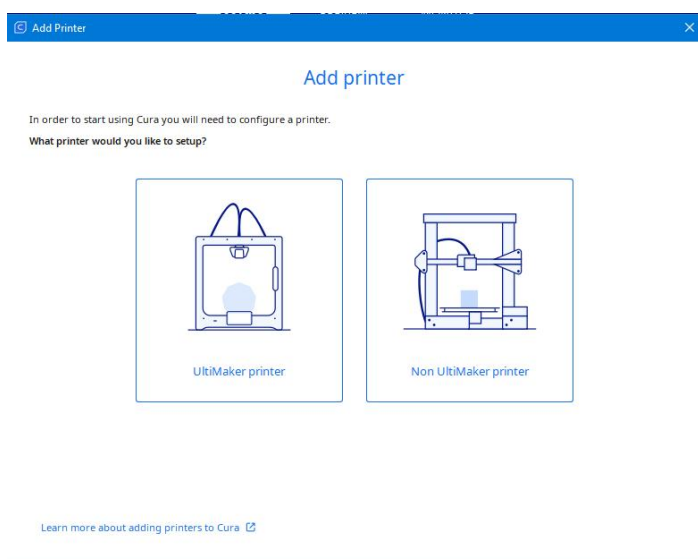 Add Printer
Add printer
In order to start using Cura you will need to configure a printer.
What printer would you like to setup?
UltiMaker printer
Non UltiMaker printer
Learn more about adding printers to Cura